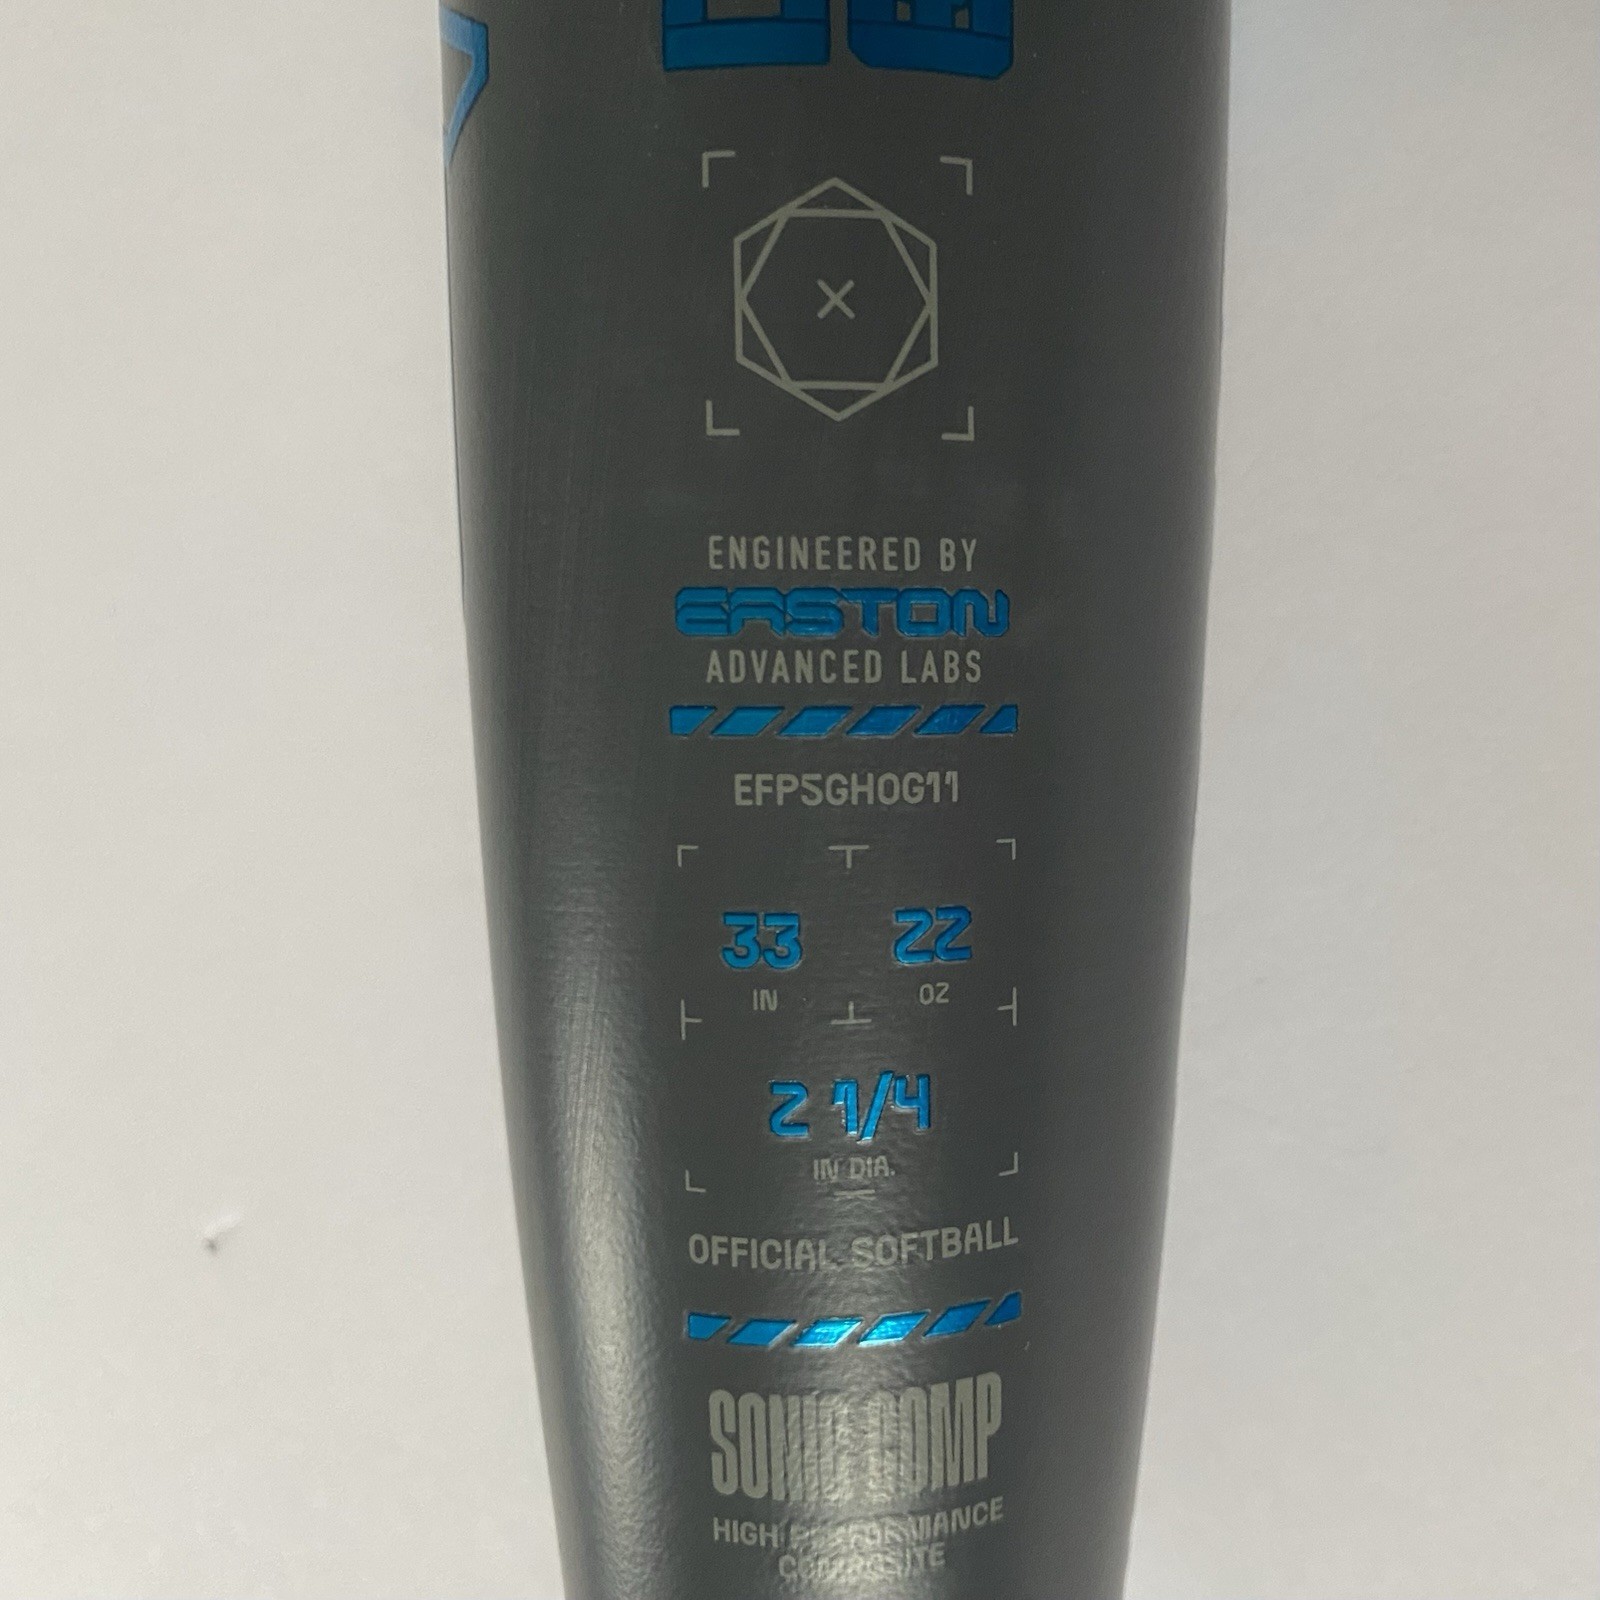 ENGINEERED BY
EASTON
ADVANCED LABS
EFPSGHOG11
33 22
IN OZ
2 1/4
IN DIA.
OFFICIAL SOFTBALL
SONIC COMP
HIGH PERFORMANCE
COMPOSITE